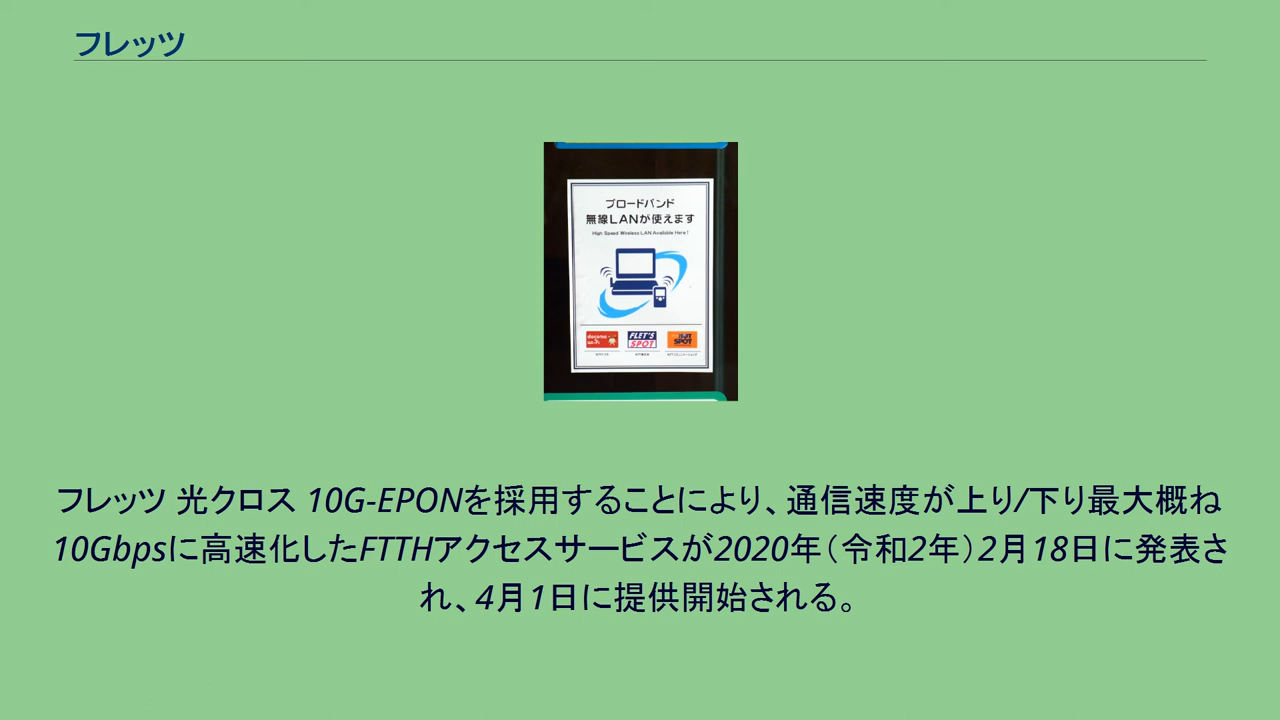 フレッツ
ブロードバンド
無線LANが使えます
High Speed Wireless LAN Available Here!
docomo
Wi-Fi
FLET'S
SPOT
HOT
SPOT
フレッツ 光クロス 10G-EPONを採用することにより、通信速度が上り/下り最大概ね
10Gbpsに高速化したFTTHアクセスサービスが2020年（令和2年）2月18日に発表さ
れ、4月1日に提供開始される。